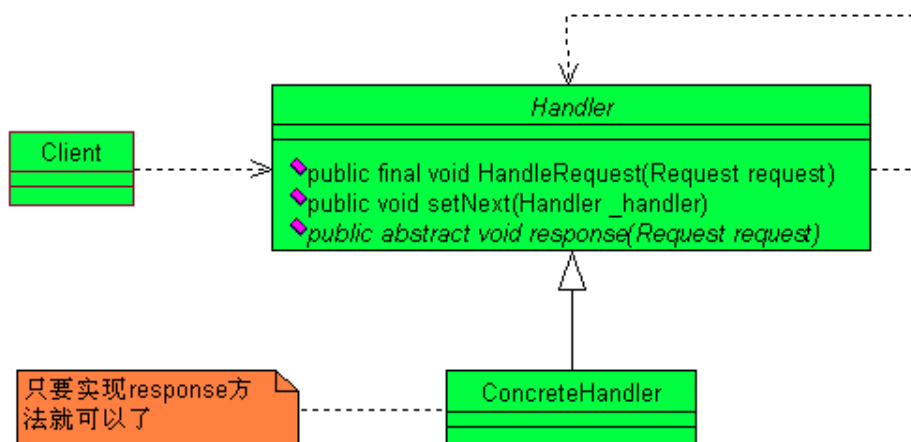 Handler
Client
public final void HandleRequest(Request request)
public void setNext(Handler _handler)
public abstract void response(Request request)
只要实现response方
法就可以了
ConcreteHandler